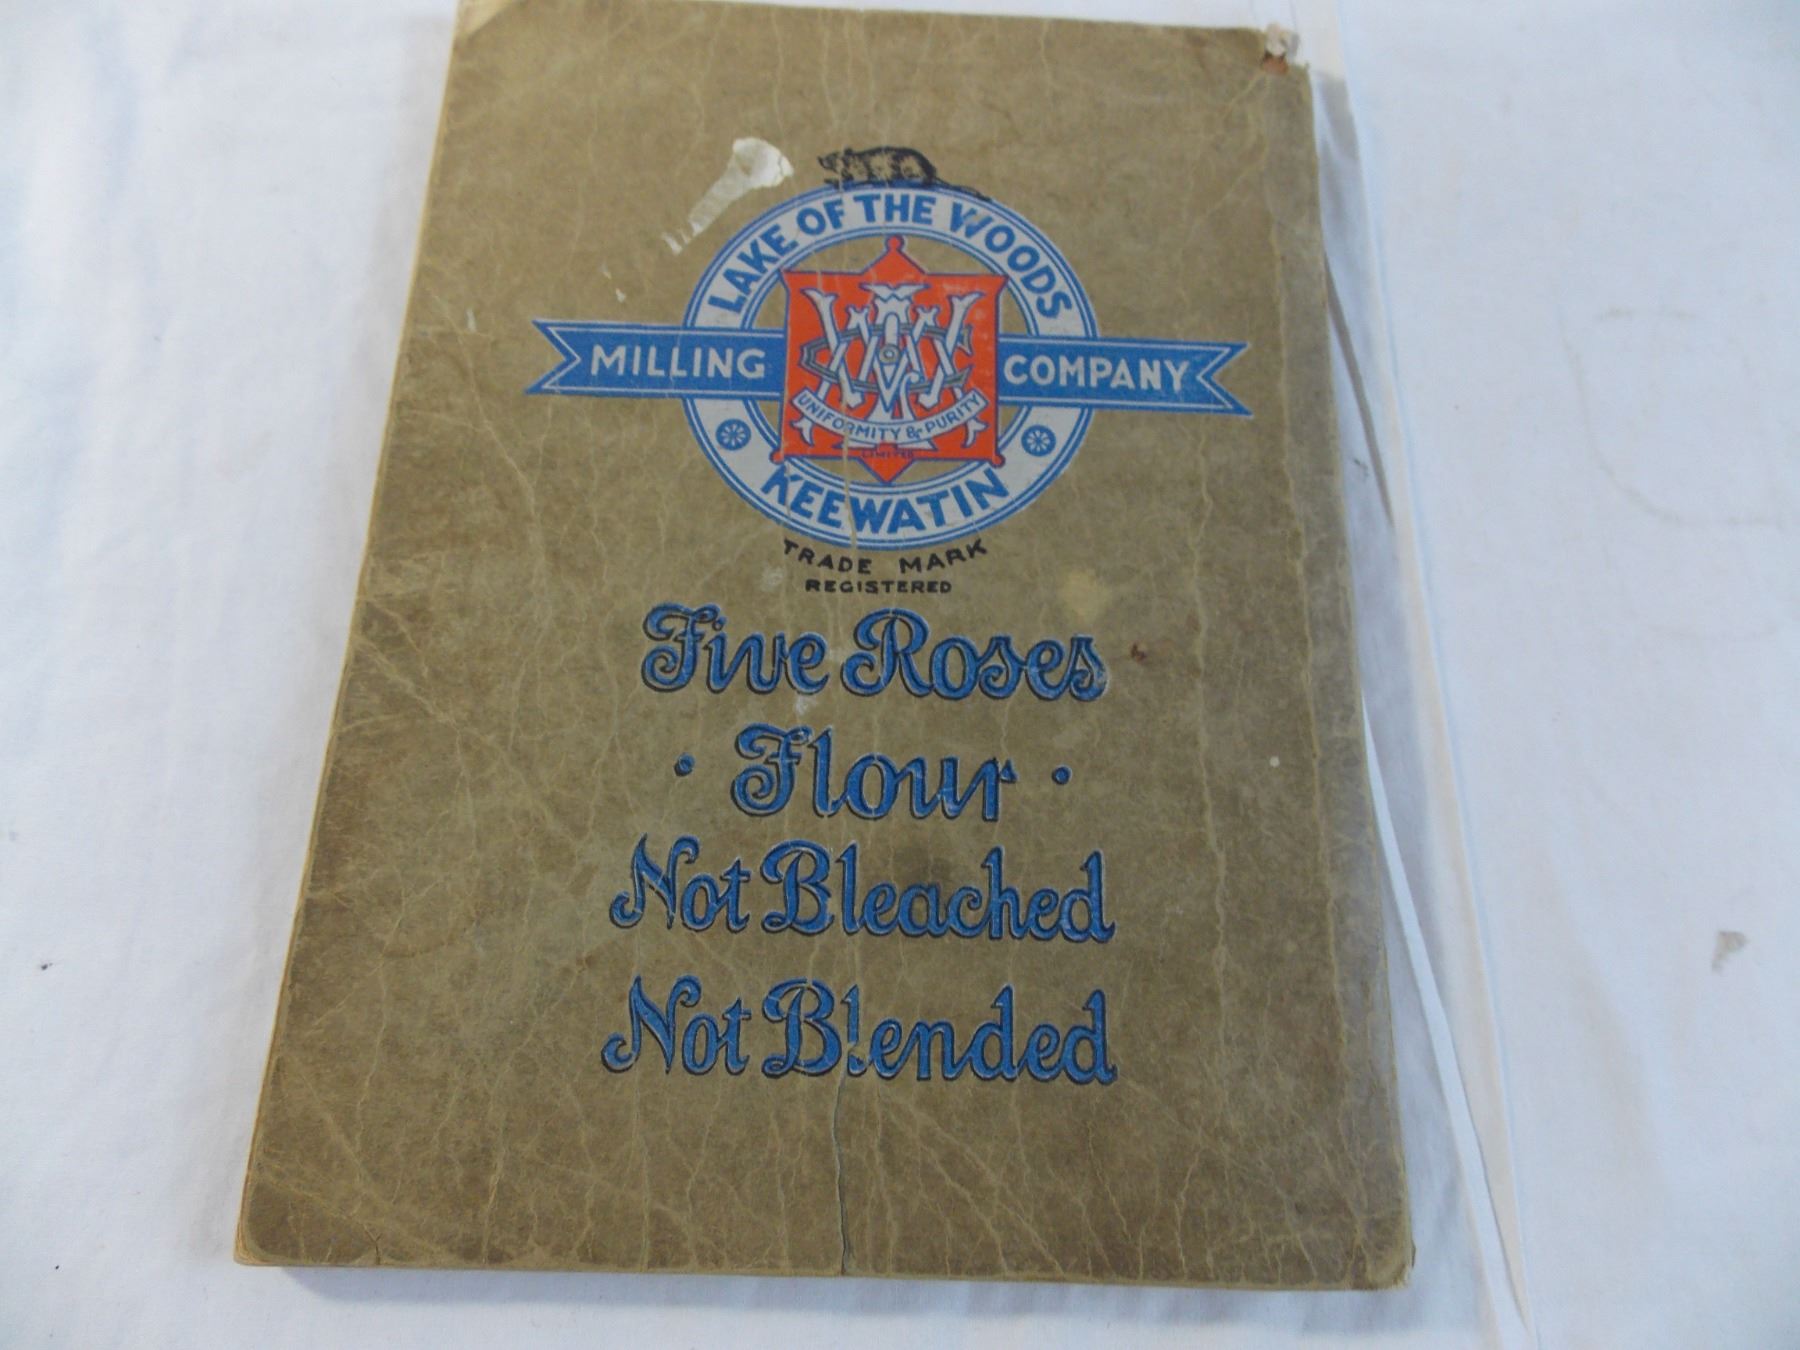 LAKE OF THE WOODS
MILLING COMPANY
UNIFORMITY & PURITY
LIMITED
KEEWATIN
TRADE MARK
REGISTERED
Five Roses
· Flour ·
Not Bleached
Not Blended